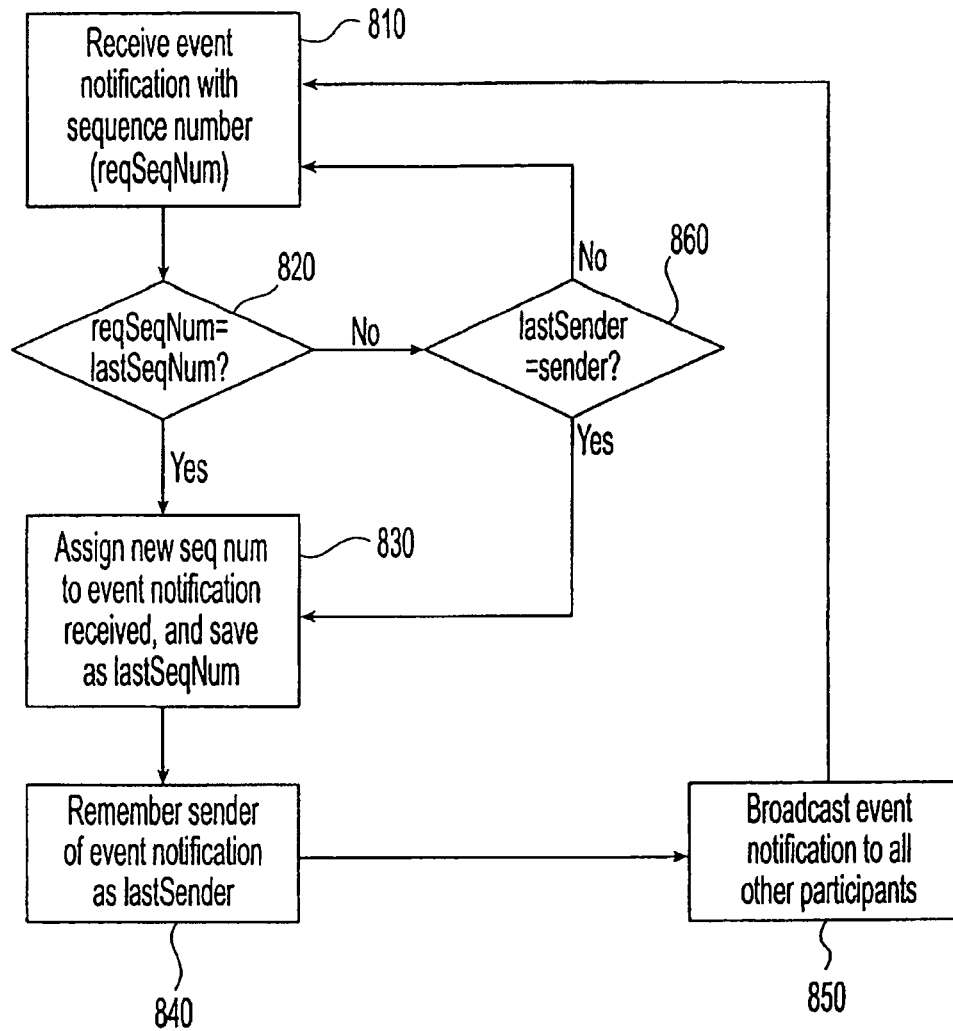 Receive event
notification with
sequence number
(reqSeqNum)
810
820
reqSeqNum=
lastSeqNum?
No
860
No
lastSender
=sender?
Yes
Yes
830
Assign new seq num
to event notification
received, and save
as lastSeqNum
Remember sender
of event notification
as lastSender
840
Broadcast event
notification to all
other participants
850